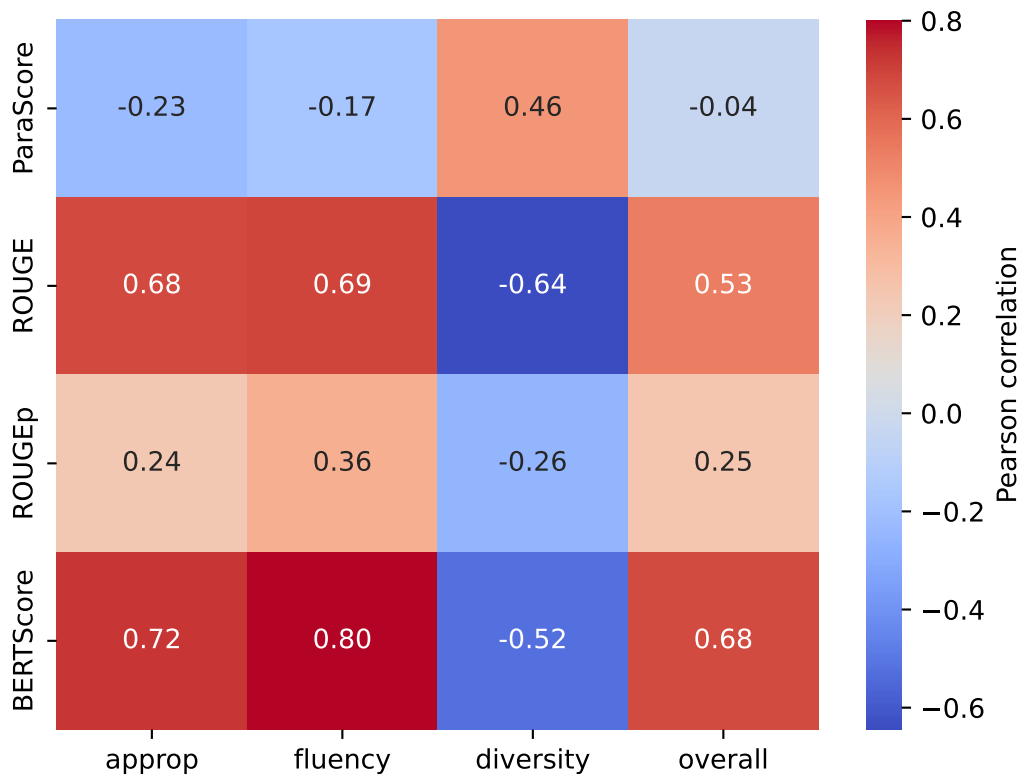 ParaScore
-0.23 -0.17 0.46 -0.04
ROUGE
0.68 0.69 -0.64 0.53
ROUGEp
0.24 0.36 -0.26 0.25
BERTScore
0.72 0.80 -0.52 0.68
approp fluency diversity overall
0.8
0.6
0.4
0.2
0.0
−0.2
−0.4
−0.6
Pearson correlation